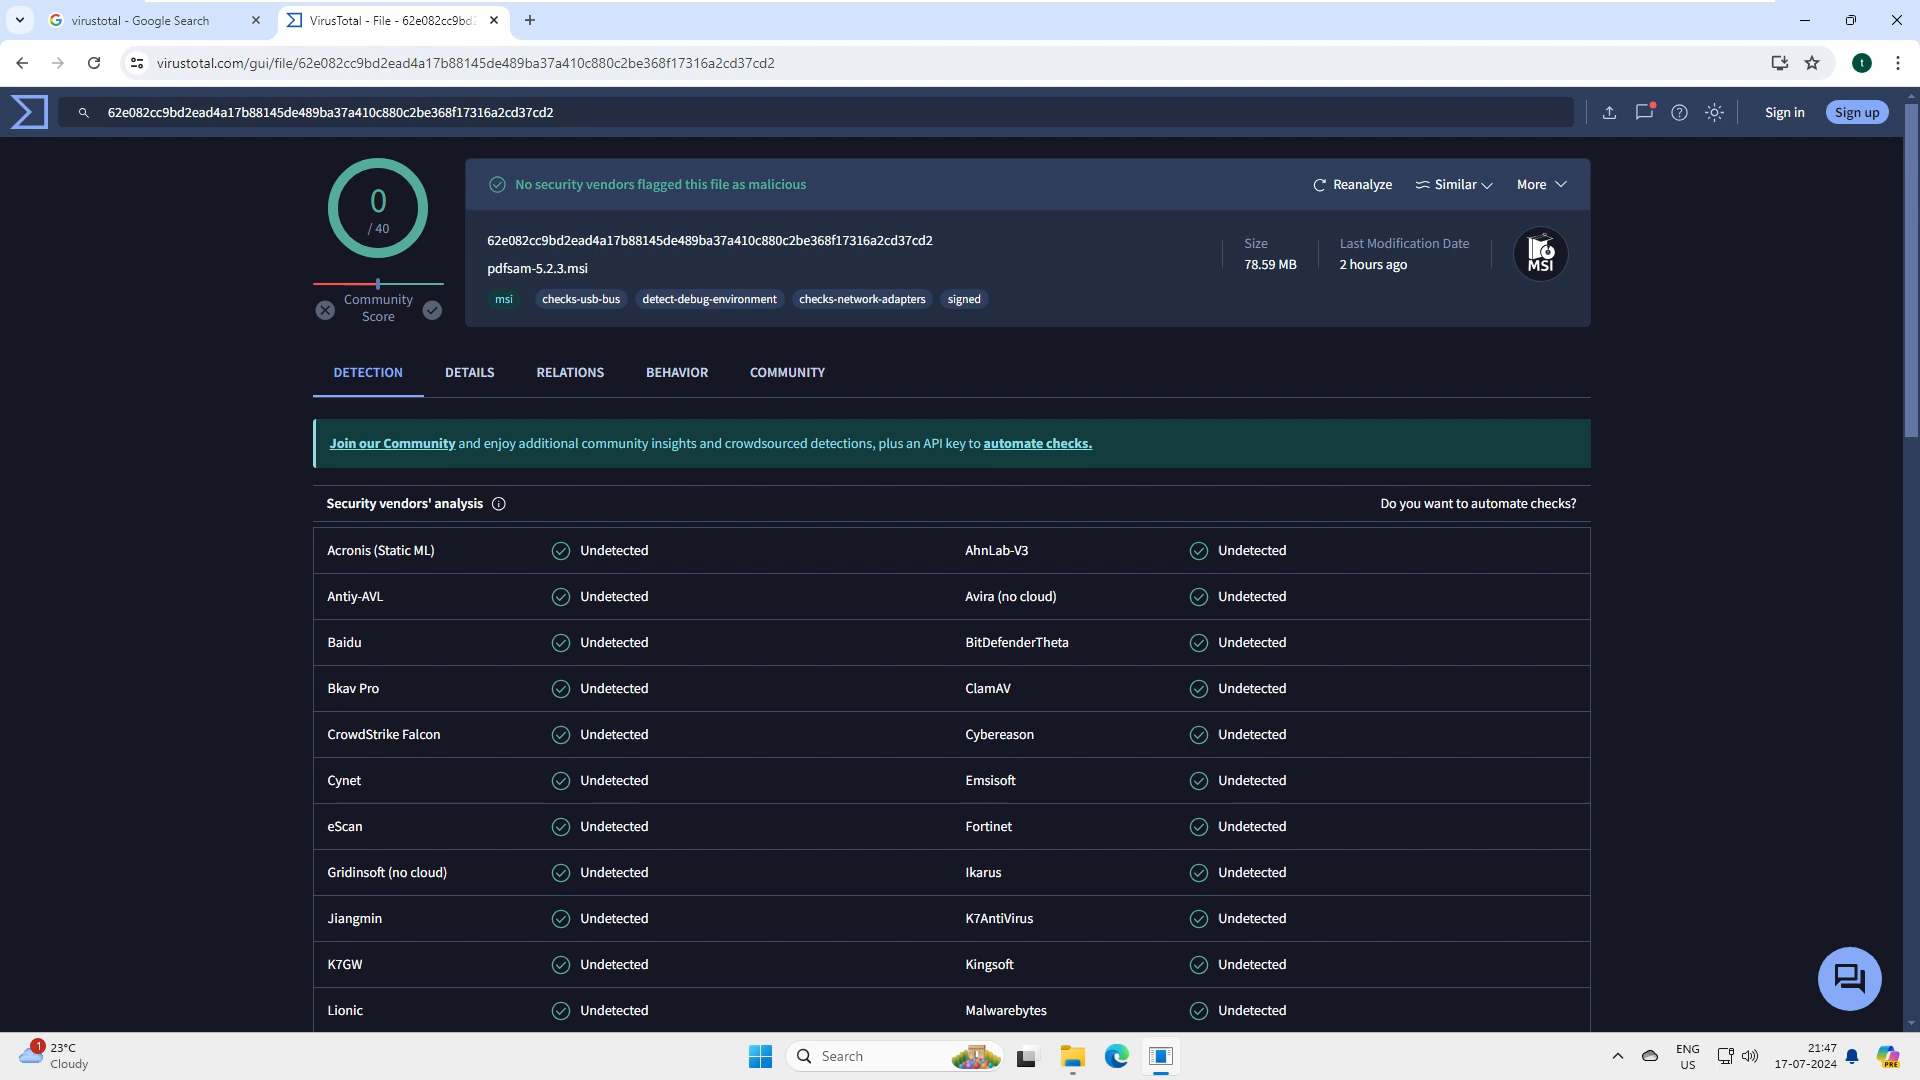 virustotal - Google Search
VirusTotal - File - 62e082cc9bd2
virustotal.com/gui/file/62e082cc9bd2ead4a17b88145de489ba37a410c880c2be368f17316a2cd37cd2
t
62e082cc9bd2ead4a17b88145de489ba37a410c880c2be368f17316a2cd37cd2
Sign in
Sign up
0
/ 40
Community
Score
No security vendors flagged this file as malicious
Reanalyze
Similar
More
62e082cc9bd2ead4a17b88145de489ba37a410c880c2be368f17316a2cd37cd2
pdfsam-5.2.3.msi
msi
checks-usb-bus
detect-debug-environment
checks-network-adapters
signed
Size
78.59 MB
Last Modification Date
2 hours ago
MSI
DETECTION
DETAILS
RELATIONS
BEHAVIOR
COMMUNITY
Join our Community and enjoy additional community insights and crowdsourced detections, plus an API key to automate checks.
Security vendors' analysis
Do you want to automate checks?
Acronis (Static ML)
Undetected
AhnLab-V3
Undetected
Antiy-AVL
Undetected
Avira (no cloud)
Undetected
Baidu
Undetected
BitDefenderTheta
Undetected
Bkav Pro
Undetected
ClamAV
Undetected
CrowdStrike Falcon
Undetected
Cybereason
Undetected
Cynet
Undetected
Emsisoft
Undetected
eScan
Undetected
Fortinet
Undetected
Gridinsoft (no cloud)
Undetected
Ikarus
Undetected
Jiangmin
Undetected
K7AntiVirus
Undetected
K7GW
Undetected
Kingsoft
Undetected
Lionic
Undetected
Malwarebytes
Undetected
1
23°C
Cloudy
Search
ENG
US
21:47
17-07-2024
PRE